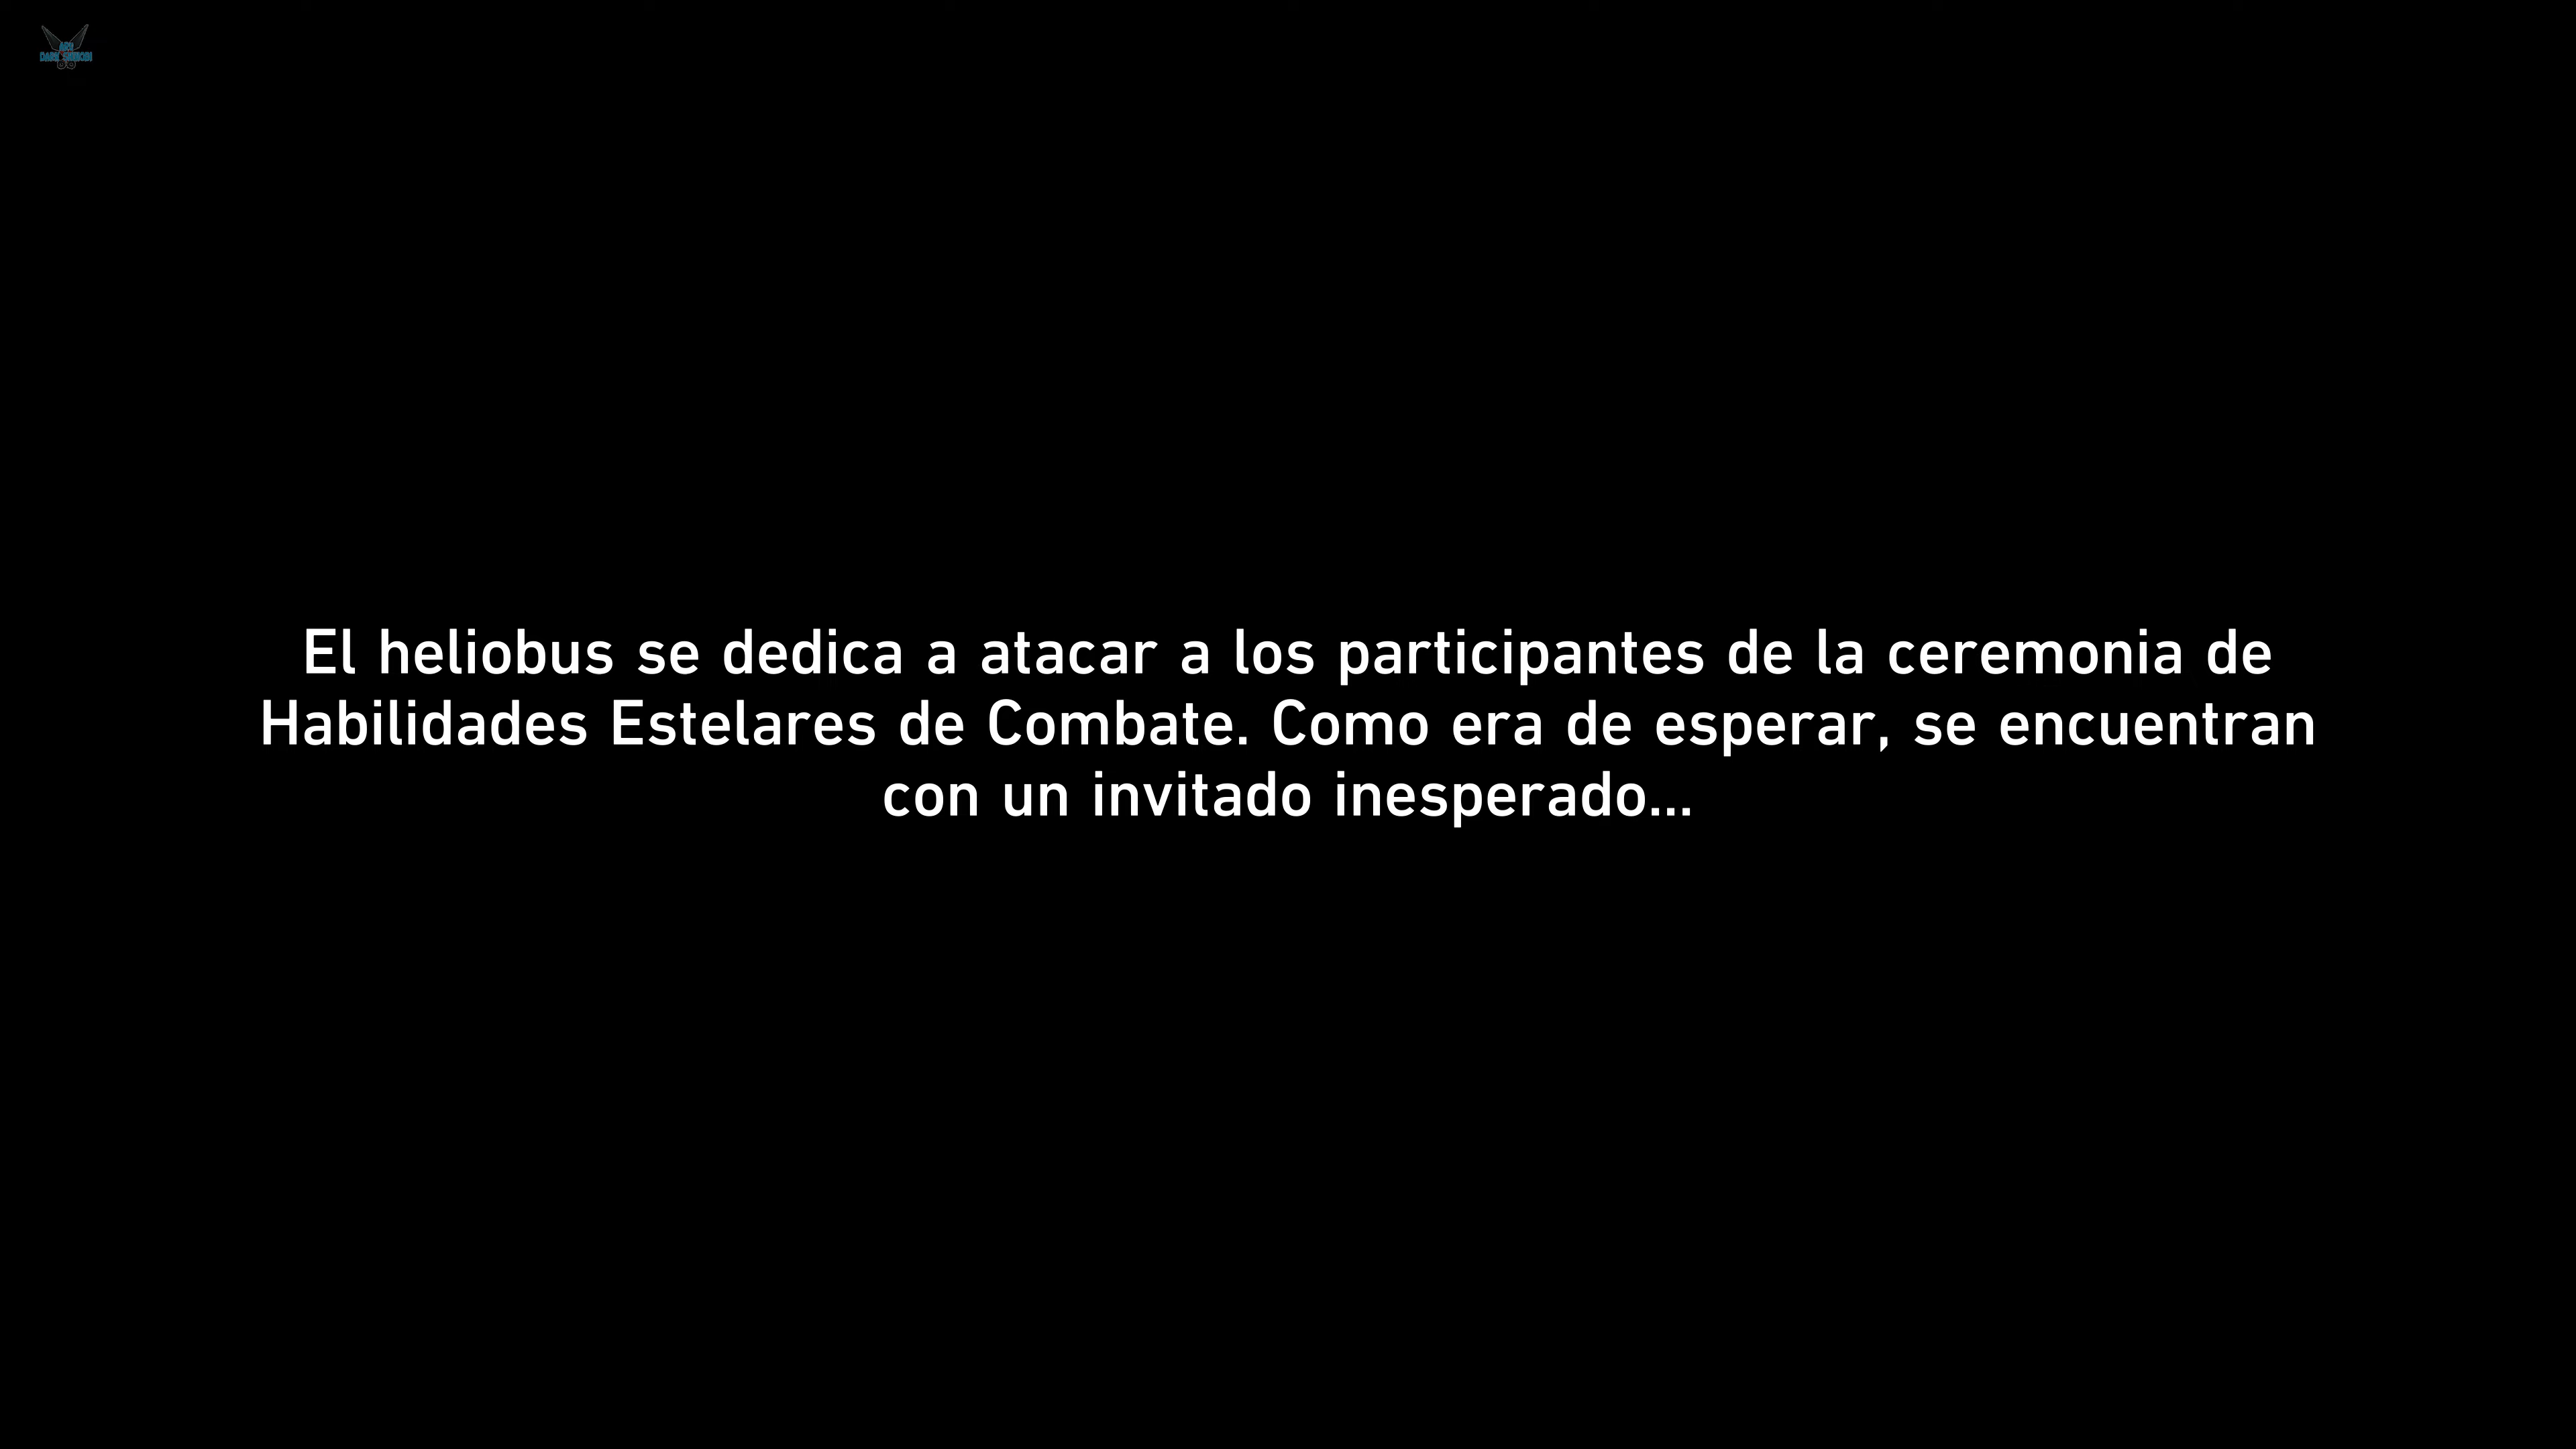 El heliobus se dedica a atacar a los participantes de la ceremonia de
Habilidades Estelares de Combate. Como era de esperar, se encuentran
con un invitado inesperado...